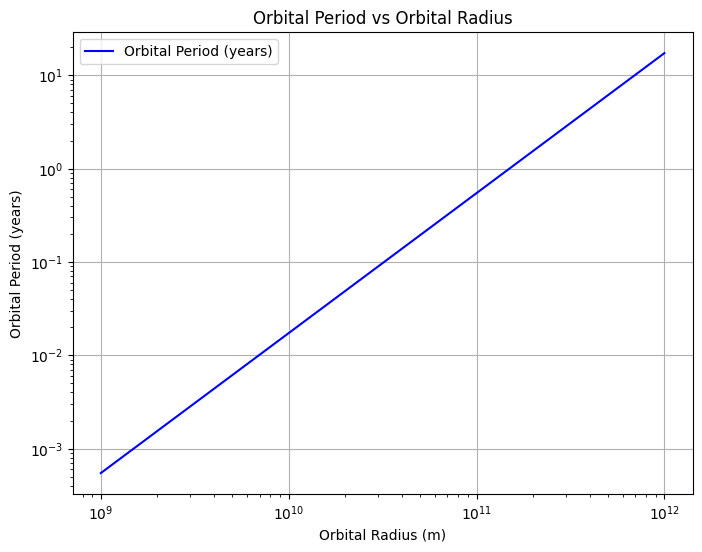 Orbital Period vs Orbital Radius
Orbital Period (years)
Orbital Period (years)
10¹
10⁰
10⁻¹
10⁻²
10⁻³
10⁹
10¹⁰
10¹¹
10¹²
Orbital Radius (m)